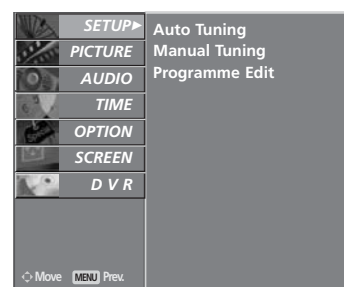 SETUP
PICTURE
AUDIO
TIME
OPTION
SCREEN
D V R
Auto Tuning
Manual Tuning
Programme Edit
Move MENU Prev.